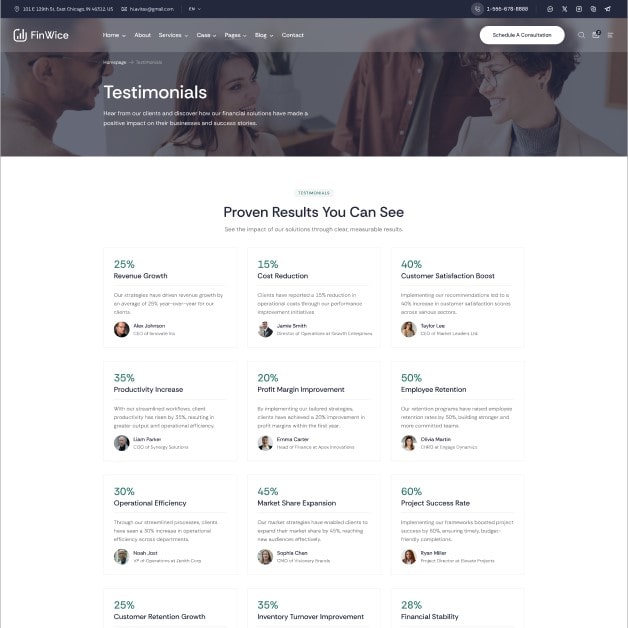 101 E 129th St, East Chicago, IN 46312, US
hi.avitex@gmail.com
EN
1-555-678-8888
FinWice
Home
About
Services
Case
Pages
Blog
Contact
Schedule A Consultation
Homepage → Testimonials
Testimonials
Hear from our clients and discover how our financial solutions have made a
positive impact on their businesses and success stories.
TESTIMONIALS
Proven Results You Can See
See the impact of our solutions through clear, measurable results.
25%
Revenue Growth
Our strategies have driven revenue growth by
an average of 25% year-over-year for our
clients.
Alex Johnson
CEO of Innovate Inc
15%
Cost Reduction
Clients have reported a 15% reduction in
operational costs through our performance
improvement initiatives.
Jamie Smith
Director of Operations at Growth Enterprises
40%
Customer Satisfaction Boost
Implementing our recommendations led to a
40% increase in customer satisfaction scores
across various sectors.
Taylor Lee
CEO of Market Leaders Ltd.
35%
Productivity Increase
With our streamlined workflows, client
productivity has risen by 35%, resulting in
greater output and operational efficiency.
Liam Parker
COO of Synergy Solutions
20%
Profit Margin Improvement
By implementing our tailored strategies,
clients have achieved a 20% improvement in
profit margins within the first year.
Emma Carter
Head of Finance at Apex Innovations
50%
Employee Retention
Our retention programs have raised employee
retention rates by 50%, building stronger and
more committed teams.
Olivia Martin
CHRO at Engage Dynamics
30%
Operational Efficiency
Through our streamlined processes, clients
have seen a 30% increase in operational
efficiency across departments.
Noah Jost
VP of Operations at Zenith Corp
45%
Market Share Expansion
Our market strategies have enabled clients to
expand their market share by 45%, reaching
new audiences effectively.
Sophia Chen
CMO of Visionary Brands
60%
Project Success Rate
Implementing our frameworks boosted project
success by 60%, ensuring timely, budget-
friendly completions.
Ryan Miller
Project Director at Elevate Projects
25%
Customer Retention Growth
35%
Inventory Turnover Improvement
28%
Financial Stability